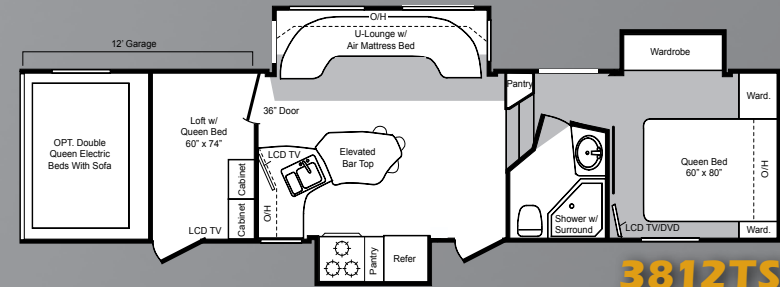 12' Garage
O/H
U-Lounge w/
Air Mattress Bed
Wardrobe
Pantry
Ward.
36" Door
Loft w/
Queen Bed
60" x 74"
OPT. Double
Queen Electric
Beds With Sofa
LCD TV
Elevated
Bar Top
Queen Bed
60" x 80"
O/H
Cabinet
Cabinet
O/H
LCD TV
Shower w/
Surround
LCD TV/DVD
Ward.
Pantry
Refer
3812TS